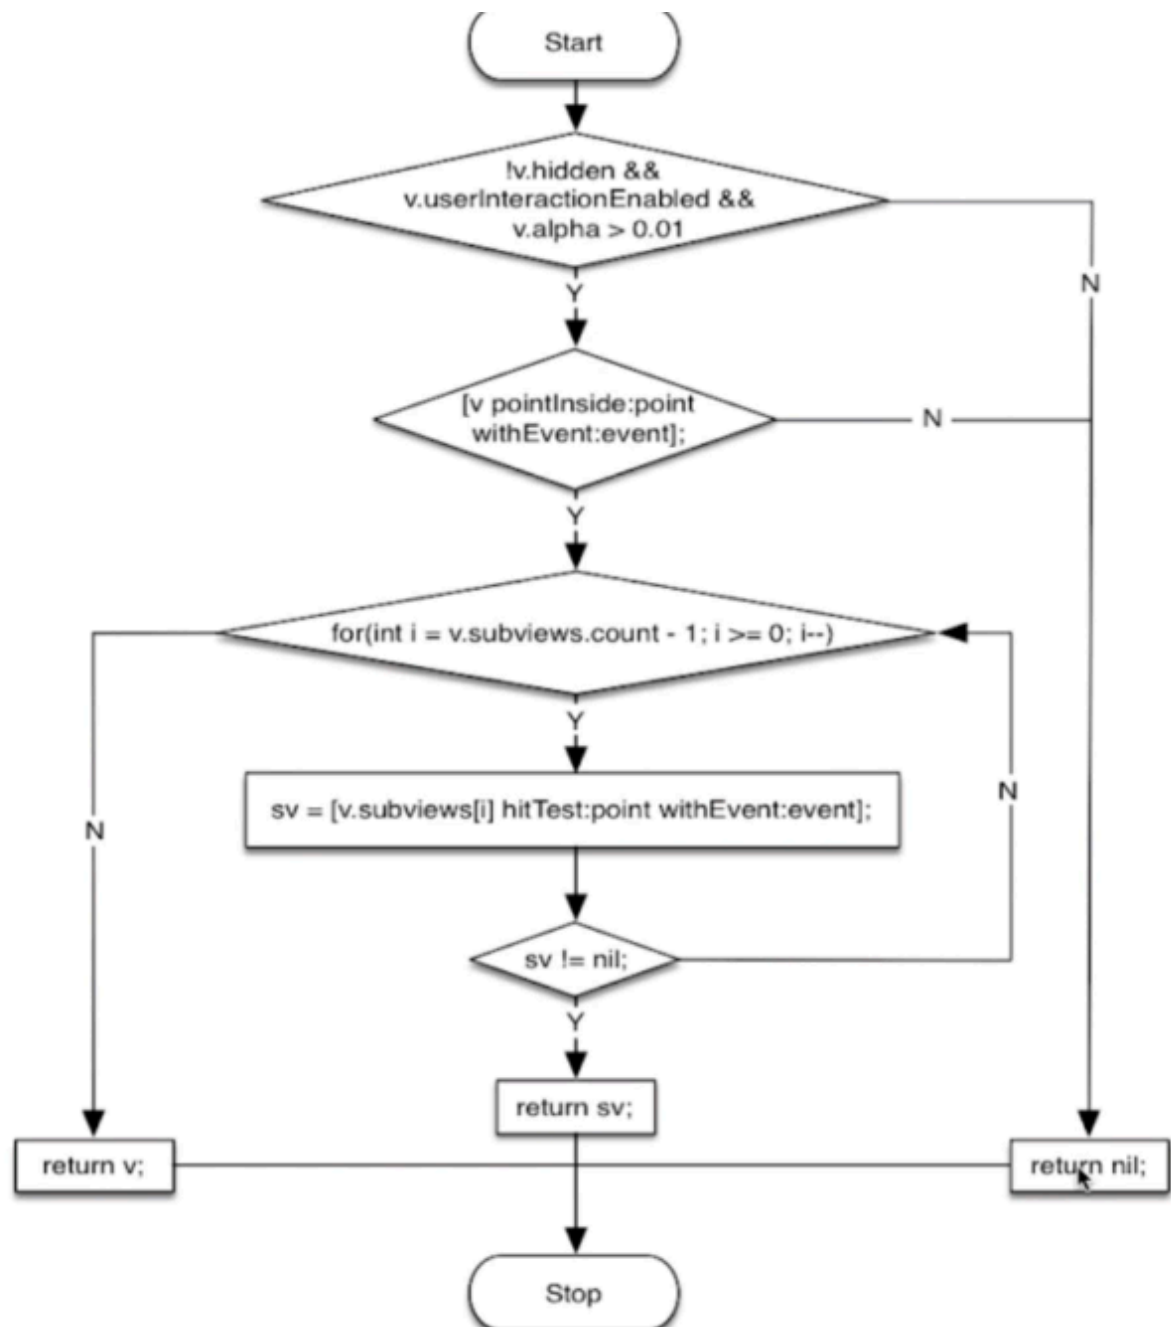 Start
!v.hidden &&
v.userInteractionEnabled &&
v.alpha > 0.01
Y
N
[v pointInside:point
withEvent:event];
N
Y
for(int i = v.subviews.count - 1; i >= 0; i--)
Y
sv = [v.subviews[i] hitTest:point withEvent:event];
N
N
sv != nil;
Y
return sv;
return v;
return nil;
Stop